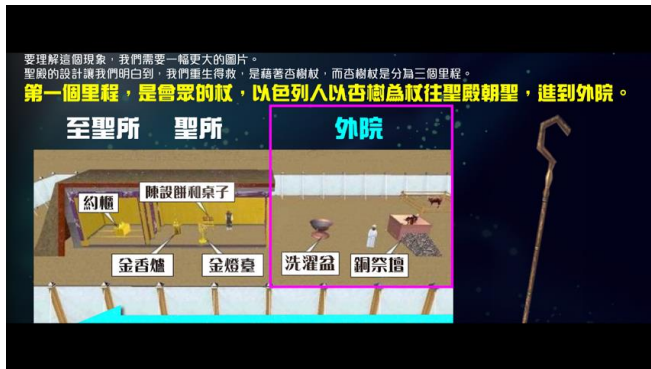 要理解這個現象，我們需要一幅更大的圖片。
聖殿的設計讓我們明白到，我們重生得救，是藉著杏樹杖，而杏樹杖是分為三個里程。
第一個里程，是會眾的杖，以色列人以杏樹為杖往聖殿朝聖，進到外院。
至聖所 聖所 外院
陳設餅和桌子
約櫃
金香爐 金燈臺 洗濯盆 銅祭壇